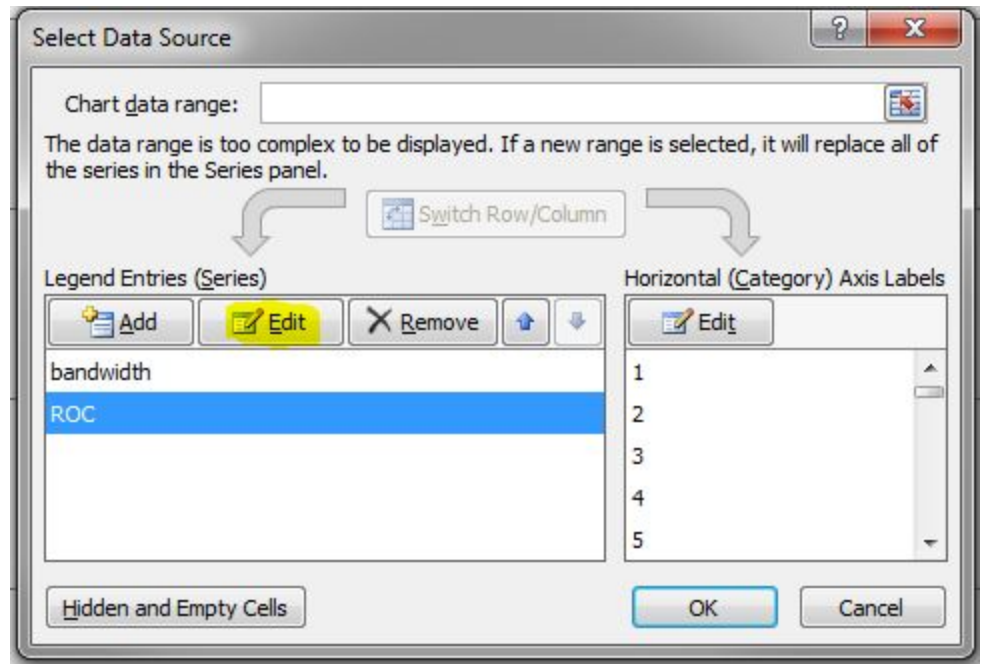 Select Data Source
?
X
Chart data range:
The data range is too complex to be displayed. If a new range is selected, it will replace all of
the series in the Series panel.
Switch Row/Column
Legend Entries (Series)
Horizontal (Category) Axis Labels
Add
Edit
Remove
Edit
bandwidth
ROC
1
2
3
4
5
Hidden and Empty Cells
OK
Cancel